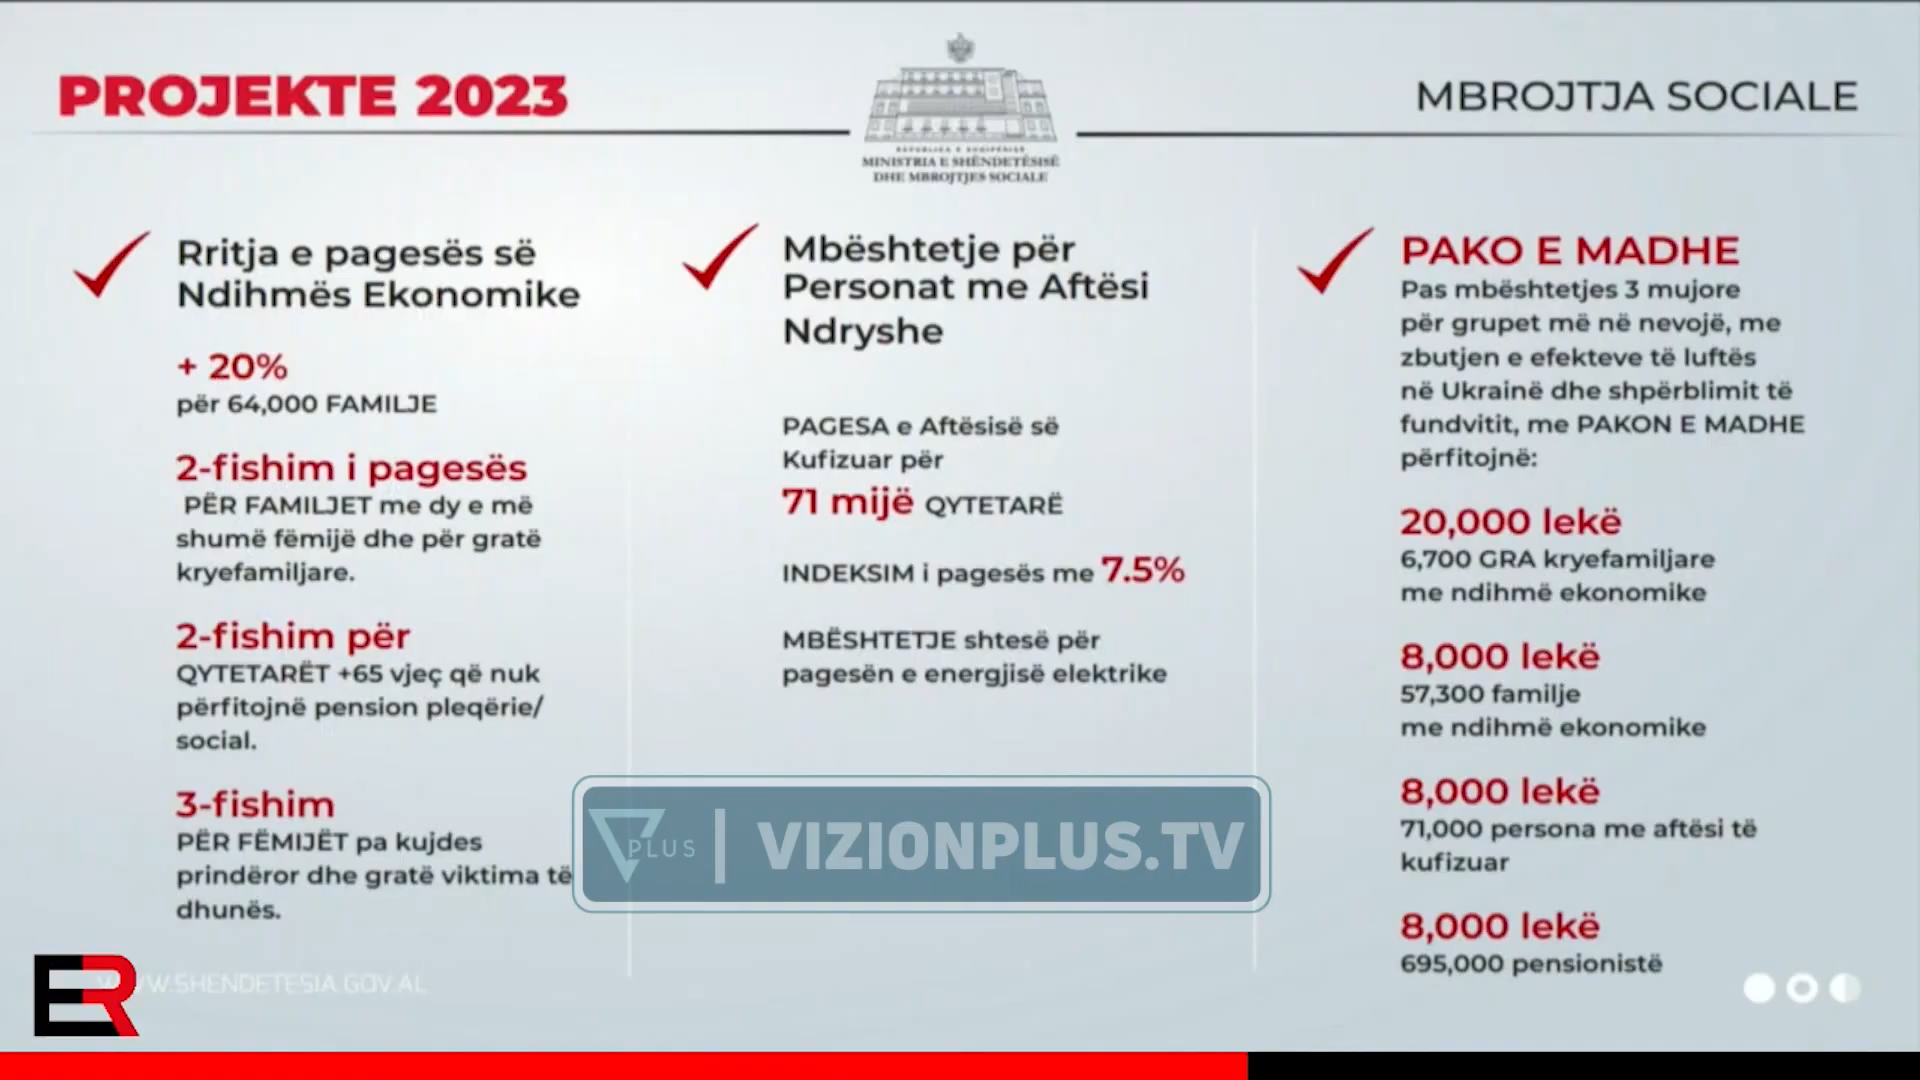 PROJEKTE 2023
REPUBLIKA E SHQIPËRISË
MINISTRIA E SHËNDETËSISË
DHE MBROJTJES SOCIALE
MBROJTJA SOCIALE
Rritja e pagesës së
Ndihmës Ekonomike
+ 20%
për 64,000 FAMILJE
2-fishim i pagesës
PËR FAMILJET me dy e më
shumë fëmijë dhe për gratë
kryefamiljare.
2-fishim për
QYTETARËT +65 vjeç që nuk
përfitojnë pension pleqërie/
social.
3-fishim
PËR FËMIJËT pa kujdes
prindëror dhe gratë viktima të
dhunës.
Mbështetje për
Personat me Aftësi
Ndryshe
PAGESA e Aftësisë së
Kufizuar për
71 mijë QYTETARË
INDEKSIM i pagesës me 7.5%
MBËSHTETJE shtesë për
pagesën e energjisë elektrike
PAKO E MADHE
Pas mbështetjes 3 mujore
për grupet më në nevojë, me
zbutjen e efekteve të luftës
në Ukrainë dhe shpërblimit të
fundvitit, me PAKON E MADHE
përfitojnë:
20,000 lekë
6,700 GRA kryefamiljare
me ndihmë ekonomike
8,000 lekë
57,300 familje
me ndihmë ekonomike
8,000 lekë
71,000 persona me aftësi të
kufizuar
8,000 lekë
695,000 pensionistë
PLUS | VIZIONPLUS.TV
ER
WWW.SHENDETESIA.GOV.AL